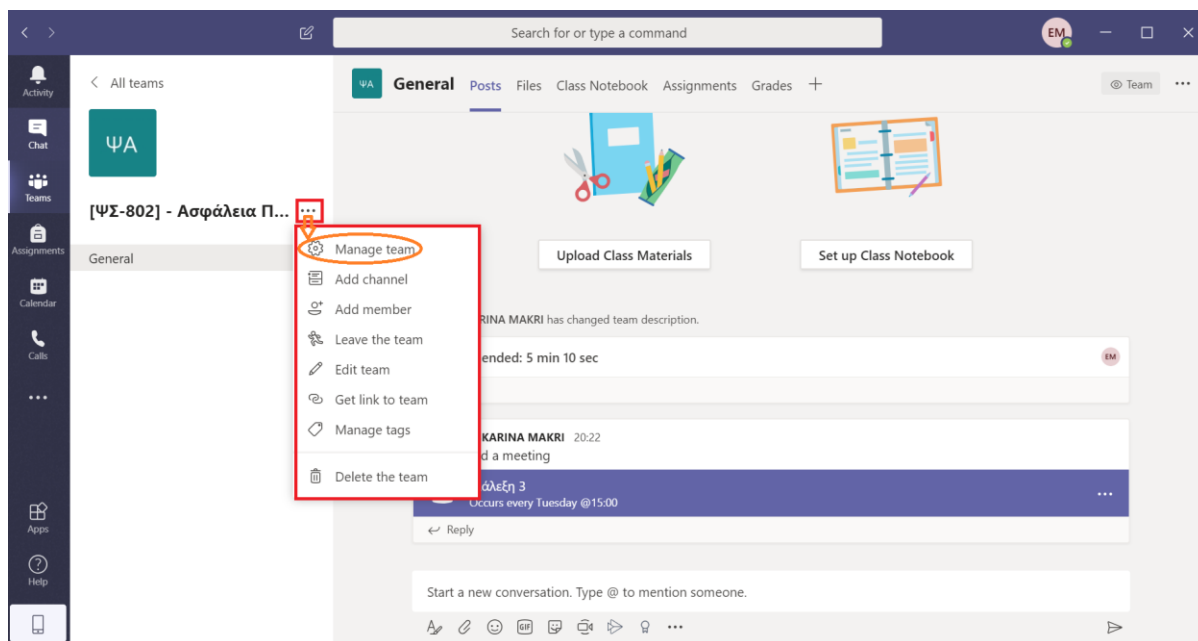 Search for or type a command
EM
Activity
Chat
Teams
Assignments
Calendar
Calls
Apps
Help
All teams
ΨΑ
[ΨΣ-802] - Ασφάλεια Π... ...
General
Manage team
Add channel
Add member
Leave the team
Edit team
Get link to team
Manage tags
Delete the team
ΨΑ General Posts Files Class Notebook Assignments Grades +
Team ...
Upload Class Materials
Set up Class Notebook
RINA MAKRI has changed team description.
ended: 5 min 10 sec
EM
KARINA MAKRI 20:22
d a meeting
άλεξη 3
Occurs every Tuesday @15:00
Reply
Start a new conversation. Type @ to mention someone.
GIF